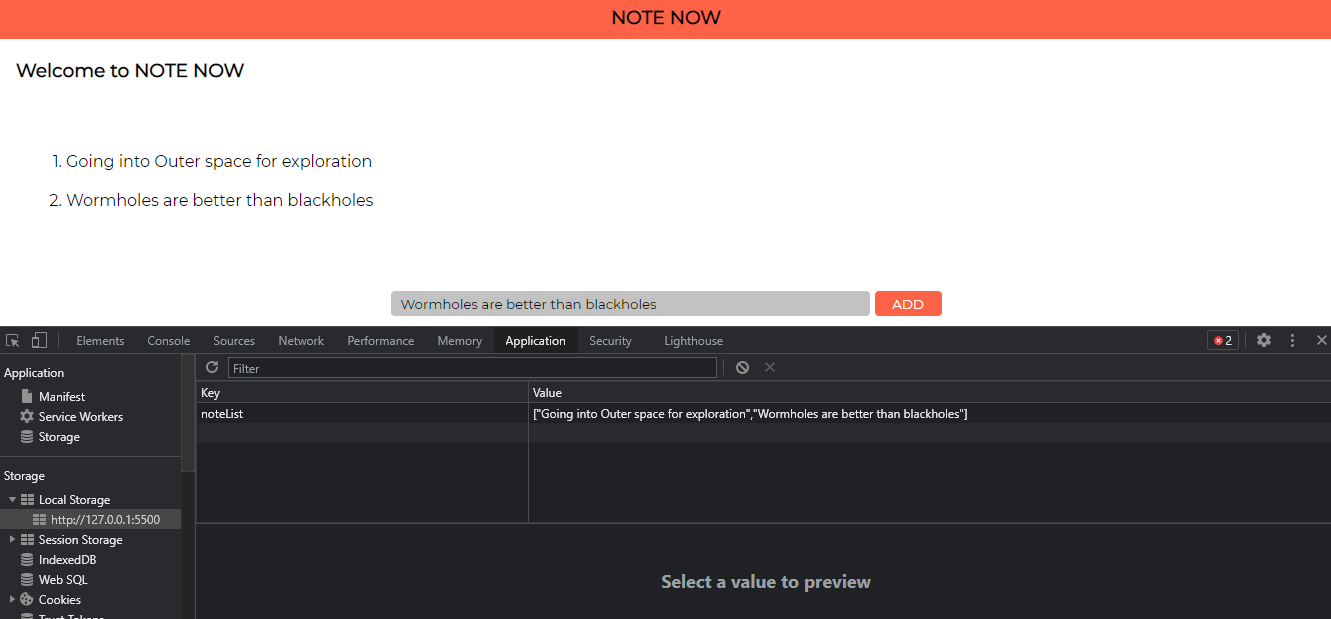 NOTE NOW
Welcome to NOTE NOW
1. Going into Outer space for exploration
2. Wormholes are better than blackholes
Wormholes are better than blackholes ADD
Elements Console Sources Network Performance Memory Application Security Lighthouse 2
Application
Manifest
Service Workers
Storage
Storage
Local Storage
http://127.0.0.1:5500
Session Storage
IndexedDB
Web SQL
Cookies
Trust Tokens
Filter
Key Value
noteList ["Going into Outer space for exploration","Wormholes are better than blackholes"]
Select a value to preview